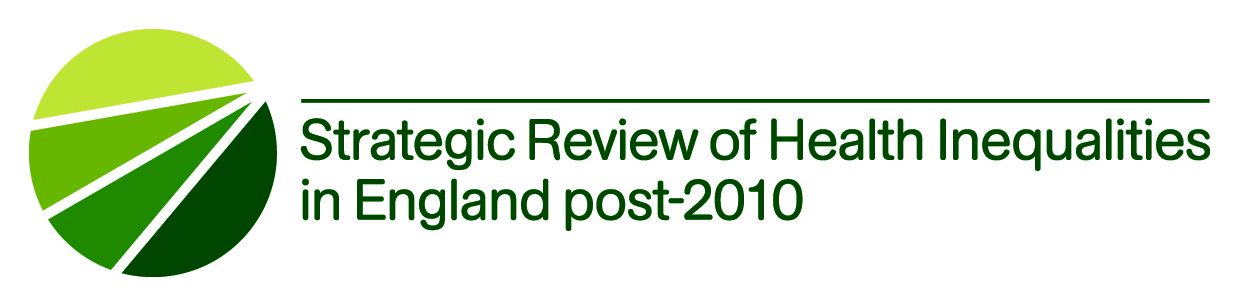 Strategic Review of Health Inequalities
in England post-2010